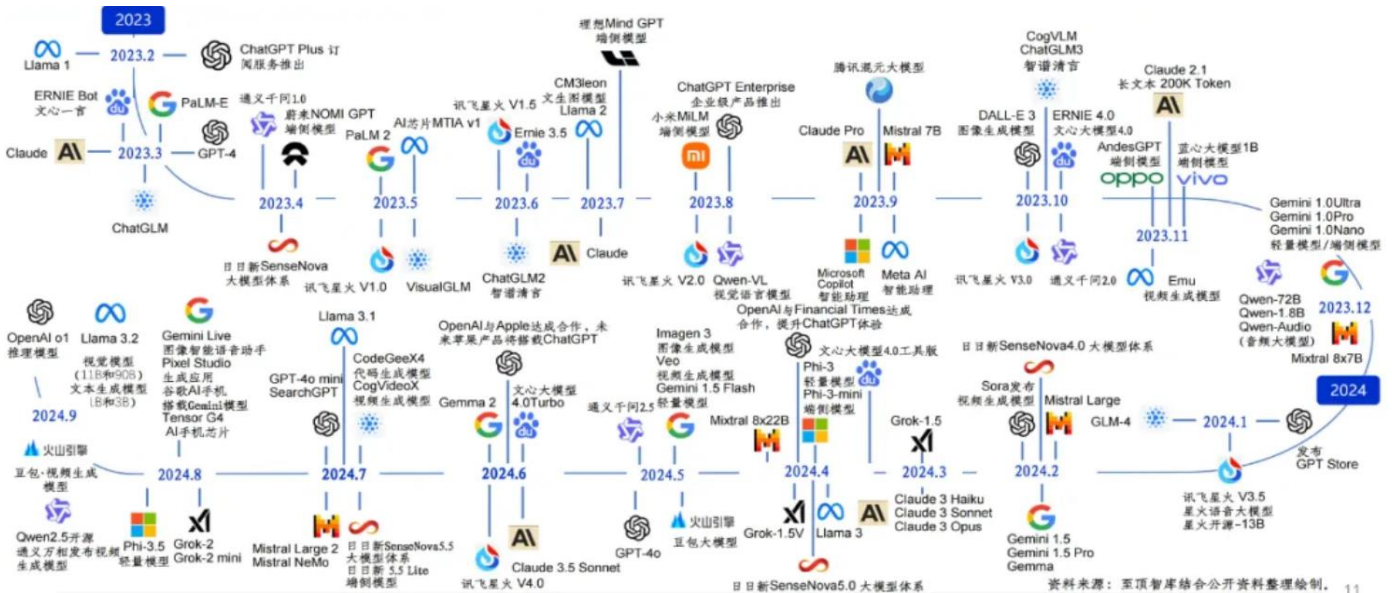 2023
2023.2
Llama 1
ChatGPT Plus 订
阅服务推出
ERNIE Bot
文心一言
PaLM-E
Claude
2023.3
GPT-4
ChatGLM
通义千问1.0
蔚来NOMI GPT
端侧模型
2023.4
日日新SenseNova
大模型体系
PaLM 2
AI芯片MTIA v1
2023.5
讯飞星火 V1.0
VisualGLM
讯飞星火 V1.5
Ernie 3.5
2023.6
ChatGLM2
智谱清言
理想Mind GPT
端侧模型
CM3leon
文生图模型
Llama 2
2023.7
Claude
ChatGPT Enterprise
企业级产品推出
小米MiLM
端侧模型
2023.8
讯飞星火 V2.0
Qwen-VL
视觉语言模型
腾讯混元大模型
Claude Pro
Mistral 7B
2023.9
Microsoft
Copilot
智能助理
Meta AI
智能助理
CogVLM
ChatGLM3
智谱清言
DALL-E 3
图像生成模型
ERNIE 4.0
文心大模型4.0
2023.10
讯飞星火 V3.0
通义千问2.0
Claude 2.1
长文本 200K Token
AndesGPT
端侧模型
oppo
蓝心大模型1B
端侧模型
vivo
2023.11
Emu
视频生成模型
Gemini 1.0Ultra
Gemini 1.0Pro
Gemini 1.0Nano
轻量模型/端侧模型
2023.12
Qwen-72B
Qwen-1.8B
Qwen-Audio
(音频大模型)
Mixtral 8x7B
2024
2024.1
GLM-4
发布
GPT Store
讯飞星火 V3.5
星火语音大模型
星火开源-13B
日日新SenseNova4.0 大模型体系
Sora发布
视频生成模型
Mistral Large
2024.2
Gemini 1.5
Gemini 1.5 Pro
Gemma
Grok-1.5
2024.3
Claude 3 Haiku
Claude 3 Sonnet
Claude 3 Opus
OpenAI与Financial Times达成
合作，提升ChatGPT体验
文心大模型4.0工具版
Phi-3
轻量模型
Phi-3-mini
端侧模型
Mixtral 8x22B
2024.4
Grok-1.5V
Llama 3
日日新SenseNova5.0 大模型体系
Imagen 3
图像生成模型
Veo
视频生成模型
Gemini 1.5 Flash
轻量模型
通义千问2.5
2024.5
GPT-4o
火山引擎
豆包大模型
OpenAI与Apple达成合作，未
来苹果产品将搭载ChatGPT
Gemma 2
文心大模型
4.0Turbo
2024.6
讯飞星火 V4.0
Claude 3.5 Sonnet
Llama 3.1
GPT-4o mini
SearchGPT
CodeGeeX4
代码生成模型
CogVideoX
视频生成模型
2024.7
Mistral Large 2
Mistral NeMo
日日新SenseNova5.5
大模型体系
日日新 5.5 Lite
端侧模型
Gemini Live
图像智能语音助手
Pixel Studio
生成应用
谷歌AI手机
搭载Gemini模型
Tensor G4
AI手机芯片
2024.8
Phi-3.5
轻量模型
Grok-2
Grok-2 mini
OpenAI o1
推理模型
Llama 3.2
视觉模型
(11B和90B)
文本生成模型
1B和3B)
2024.9
火山引擎
豆包·视频生成
模型
Qwen2.5开源
通义万相发布视频
生成模型
资料来源：至顶智库结合公开资料整理绘制。 11